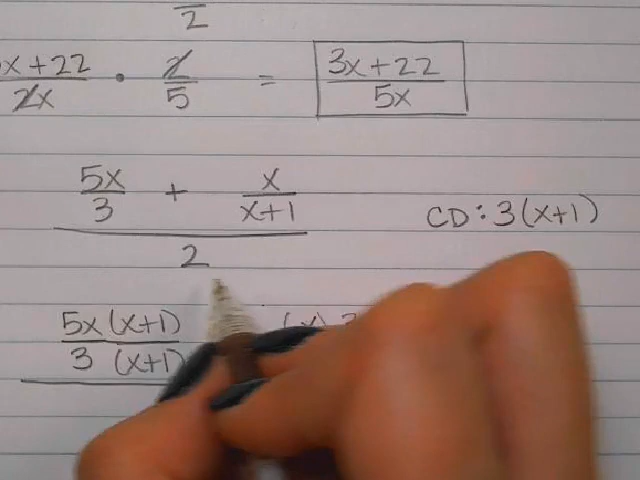 2
x+22/2x · 2/5 = 3x+22/5x
5x/3 + x/x+1
2
CD: 3(x+1)
5x(x+1)/3(x+1) (x)